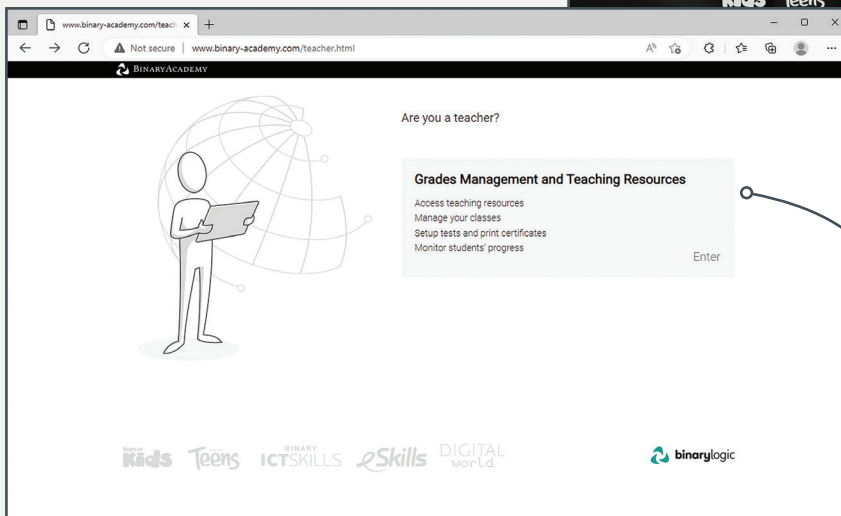 Kids Teens
www.binary-academy.com/teach
Not secure | www.binary-academy.com/teacher.html
BINARYACADEMY
Are you a teacher?
Grades Management and Teaching Resources
Access teaching resources
Manage your classes
Setup tests and print certificates
Monitor students' progress
Enter
Kids Teens BINARY ICTSKILLS eSkills DIGITAL world
binarylogic